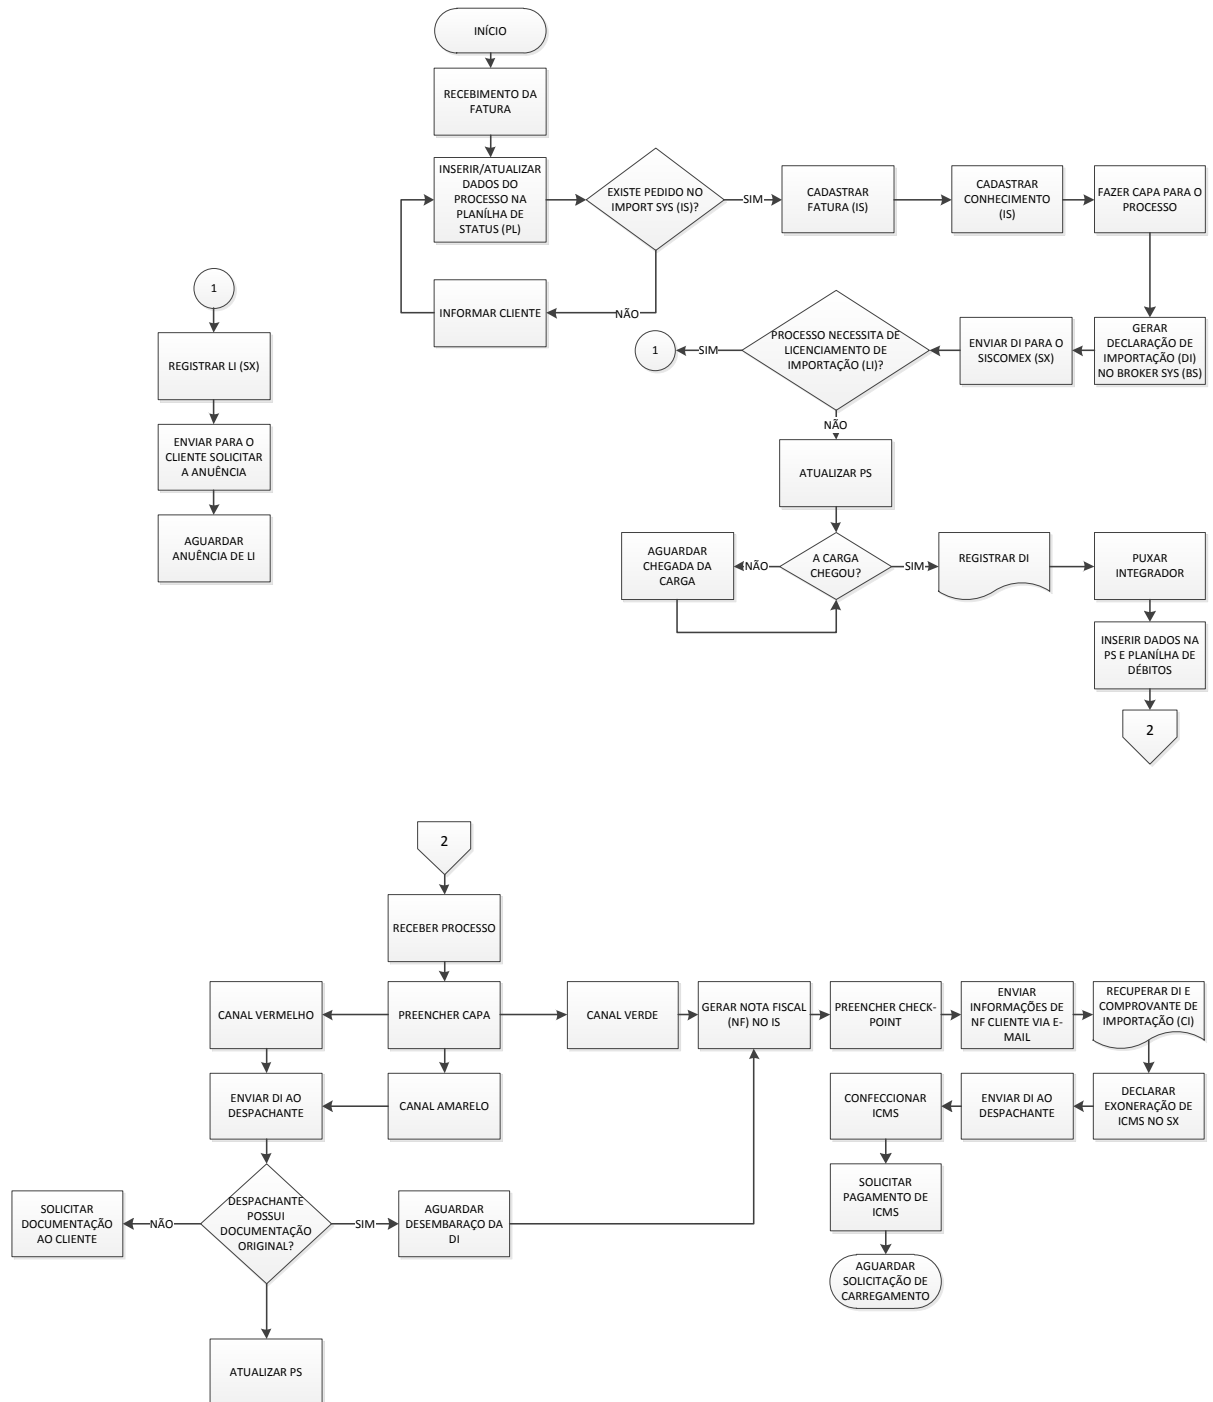 INÍCIO
RECEBIMENTO DA
FATURA
INSERIR/ATUALIZAR
DADOS DO
PROCESSO NA
PLANÍLHA DE
STATUS (PL)
EXISTE PEDIDO NO
IMPORT SYS (IS)?
SIM
CADASTRAR
FATURA (IS)
CADASTRAR
CONHECIMENTO
(IS)
FAZER CAPA PARA O
PROCESSO
NÃO
INFORMAR CLIENTE
GERAR
DECLARAÇÃO DE
IMPORTAÇÃO (DI)
NO BROKER SYS (BS)
ENVIAR DI PARA O
SISCOMEX (SX)
PROCESSO NECESSITA DE
LICENCIAMENTO DE
IMPORTAÇÃO (LI)?
SIM
1
1
REGISTRAR LI (SX)
ENVIAR PARA O
CLIENTE SOLICITAR
A ANUÊNCIA
AGUARDAR
ANUÊNCIA DE LI
NÃO
ATUALIZAR PS
A CARGA
CHEGOU?
NÃO
AGUARDAR
CHEGADA DA
CARGA
SIM
REGISTRAR DI
PUXAR
INTEGRADOR
INSERIR DADOS NA
PS E PLANÍLHA DE
DÉBITOS
2
2
RECEBER PROCESSO
PREENCHER CAPA
CANAL VERMELHO
CANAL VERDE
CANAL AMARELO
ENVIAR DI AO
DESPACHANTE
DESPACHANTE
POSSUI
DOCUMENTAÇÃO
ORIGINAL?
NÃO
SOLICITAR
DOCUMENTAÇÃO
AO CLIENTE
SIM
AGUARDAR
DESEMBARAÇO DA
DI
ATUALIZAR PS
GERAR NOTA FISCAL
(NF) NO IS
PREENCHER CHECK-
POINT
ENVIAR
INFORMAÇÕES DE
NF CLIENTE VIA E-
MAIL
RECUPERAR DI E
COMPROVANTE DE
IMPORTAÇÃO (CI)
DECLARAR
EXONERAÇÃO DE
ICMS NO SX
ENVIAR DI AO
DESPACHANTE
CONFECCIONAR
ICMS
SOLICITAR
PAGAMENTO DE
ICMS
AGUARDAR
SOLICITAÇÃO DE
CARREGAMENTO